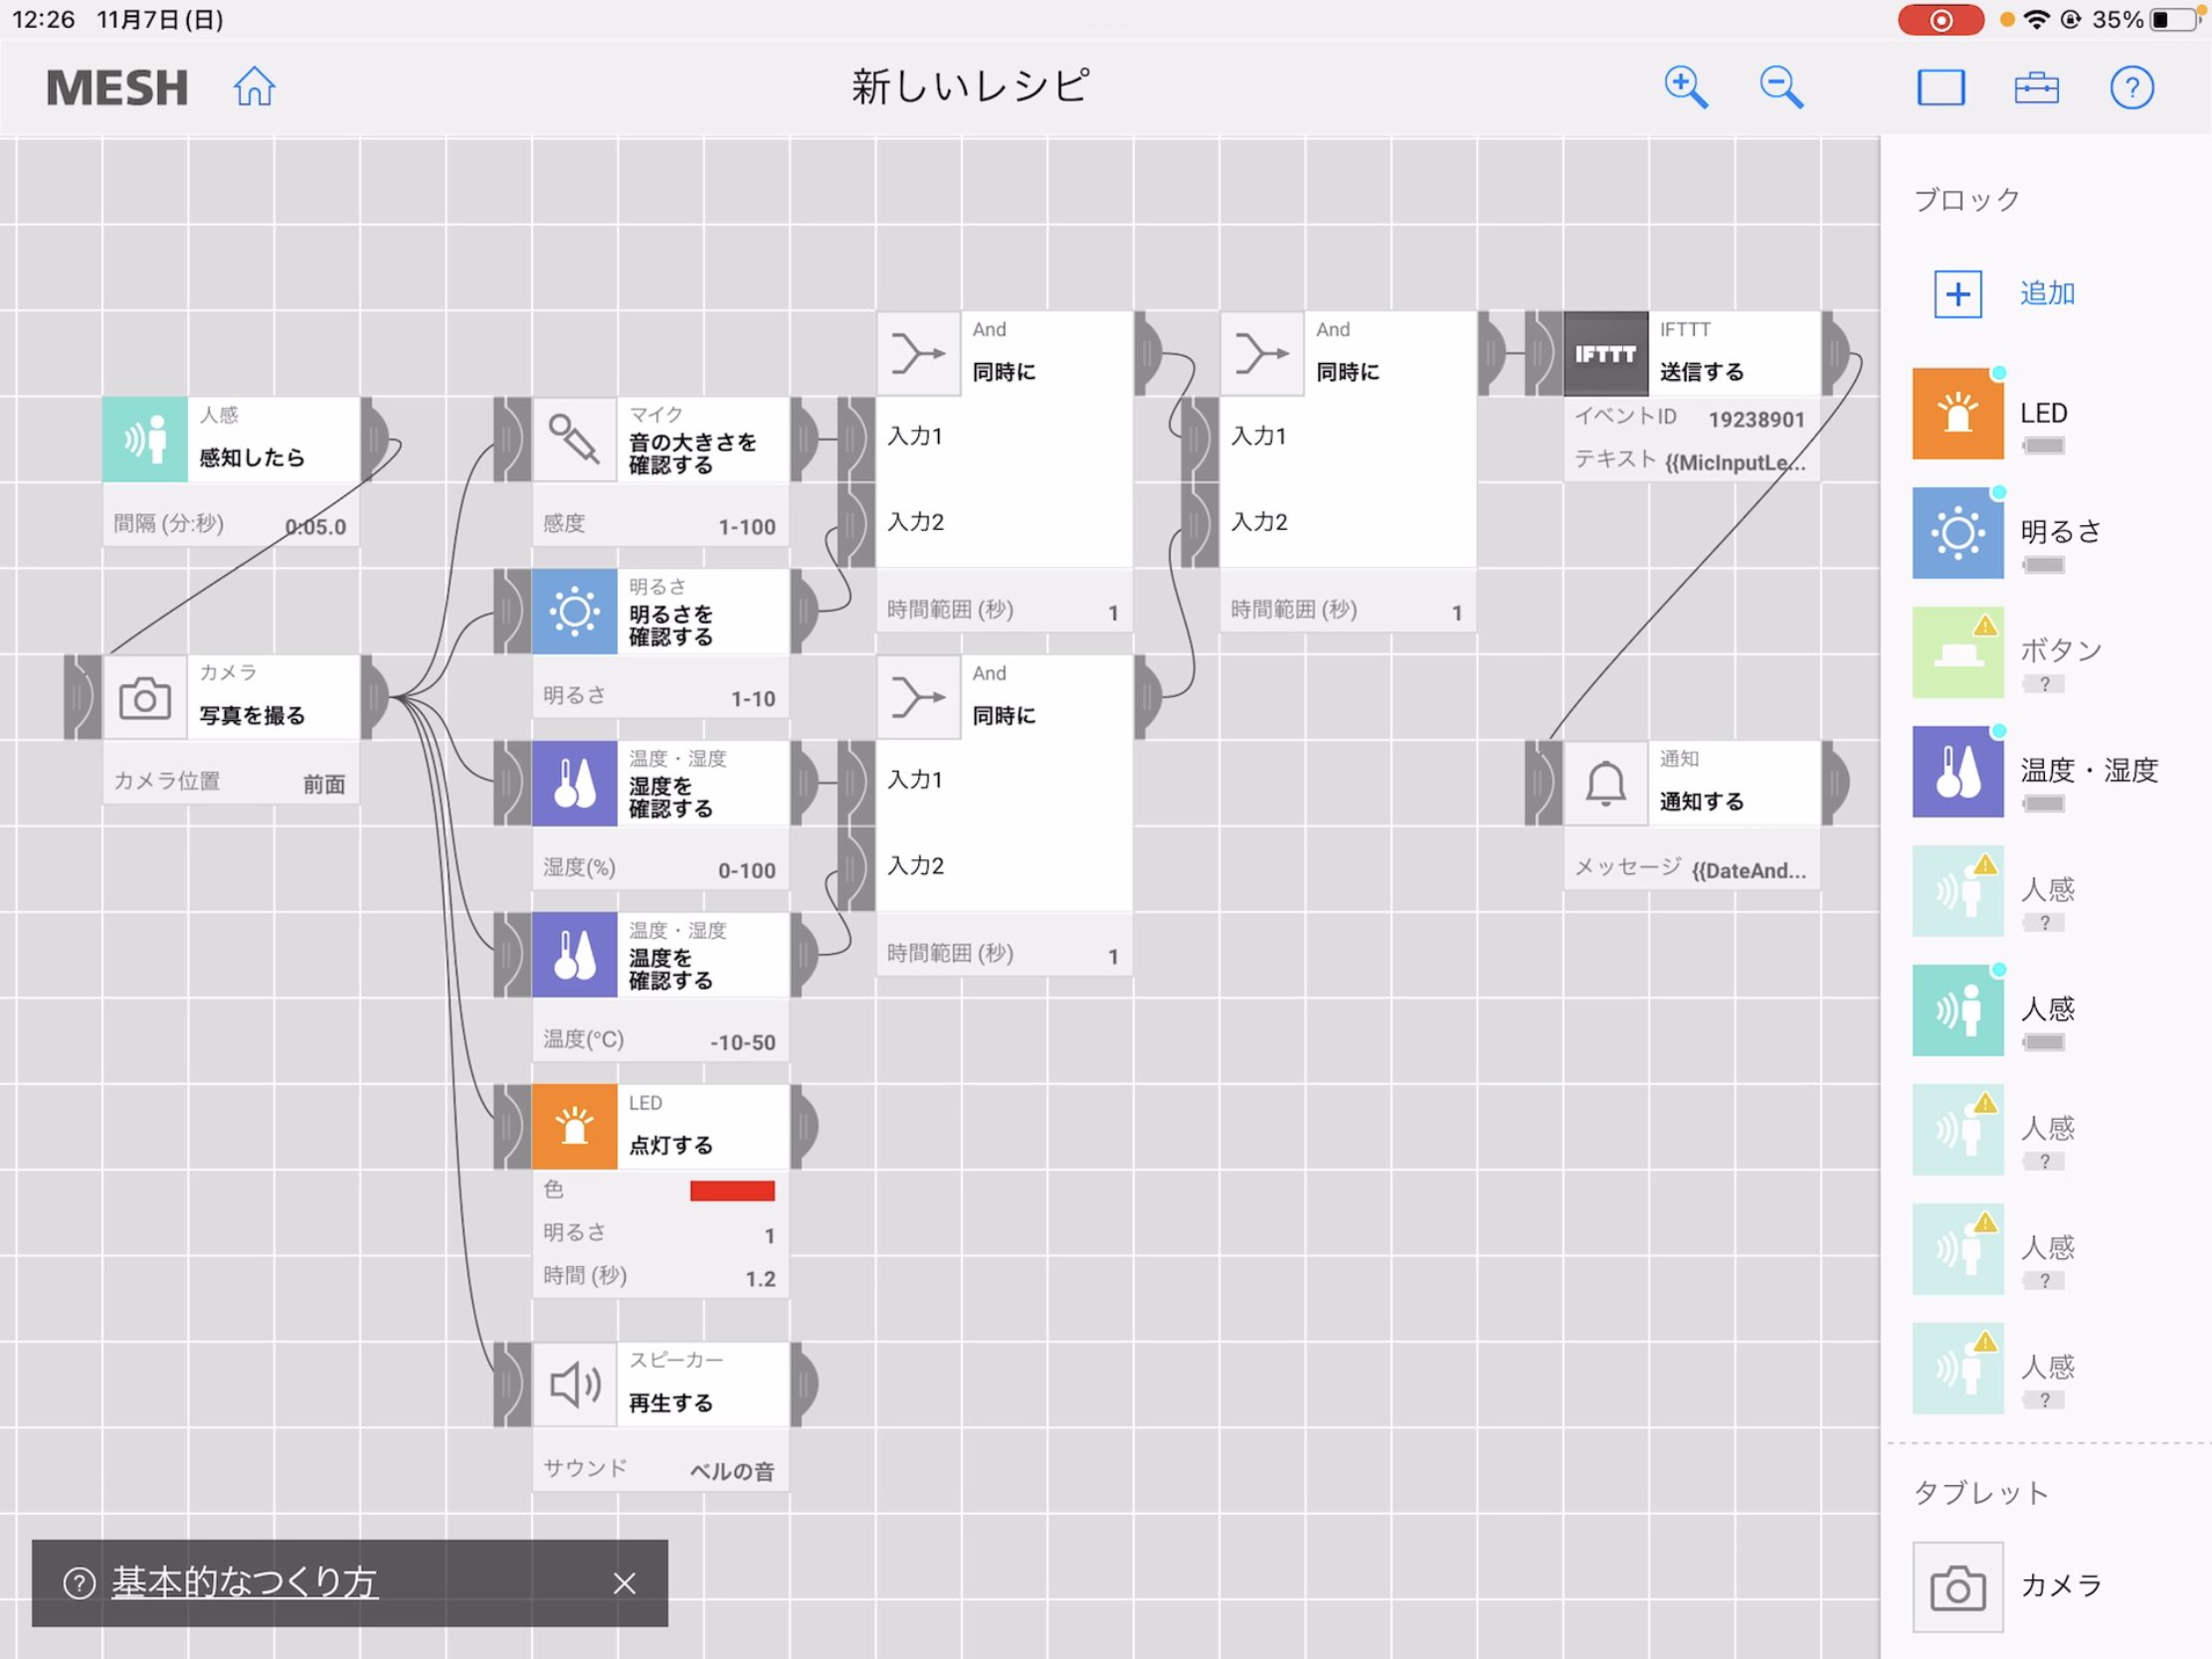 12:26 11月7日(日)
35%
MESH
新しいレシピ
人感
感知したら
間隔 (分:秒) 0:05.0
カメラ
写真を撮る
カメラ位置 前面
マイク
音の大きさを
確認する
感度 1-100
明るさ
明るさを
確認する
明るさ 1-10
温度・湿度
湿度を
確認する
湿度(%) 0-100
温度・湿度
温度を
確認する
温度(°C) -10-50
LED
点灯する
色
明るさ 1
時間 (秒) 1.2
スピーカー
再生する
サウンド ベルの音
And
同時に
入力1
入力2
時間範囲 (秒) 1
And
同時に
入力1
入力2
時間範囲 (秒) 1
And
同時に
入力1
入力2
時間範囲 (秒) 1
IFTTT
IFTTT
送信する
イベントID 19238901
テキスト {{MicInputLe...
通知
通知する
メッセージ {{DateAnd...
ブロック
追加
LED
明るさ
ボタン
?
温度・湿度
人感
?
人感
人感
?
人感
?
人感
?
タブレット
カメラ
? 基本的なつくり方 ×